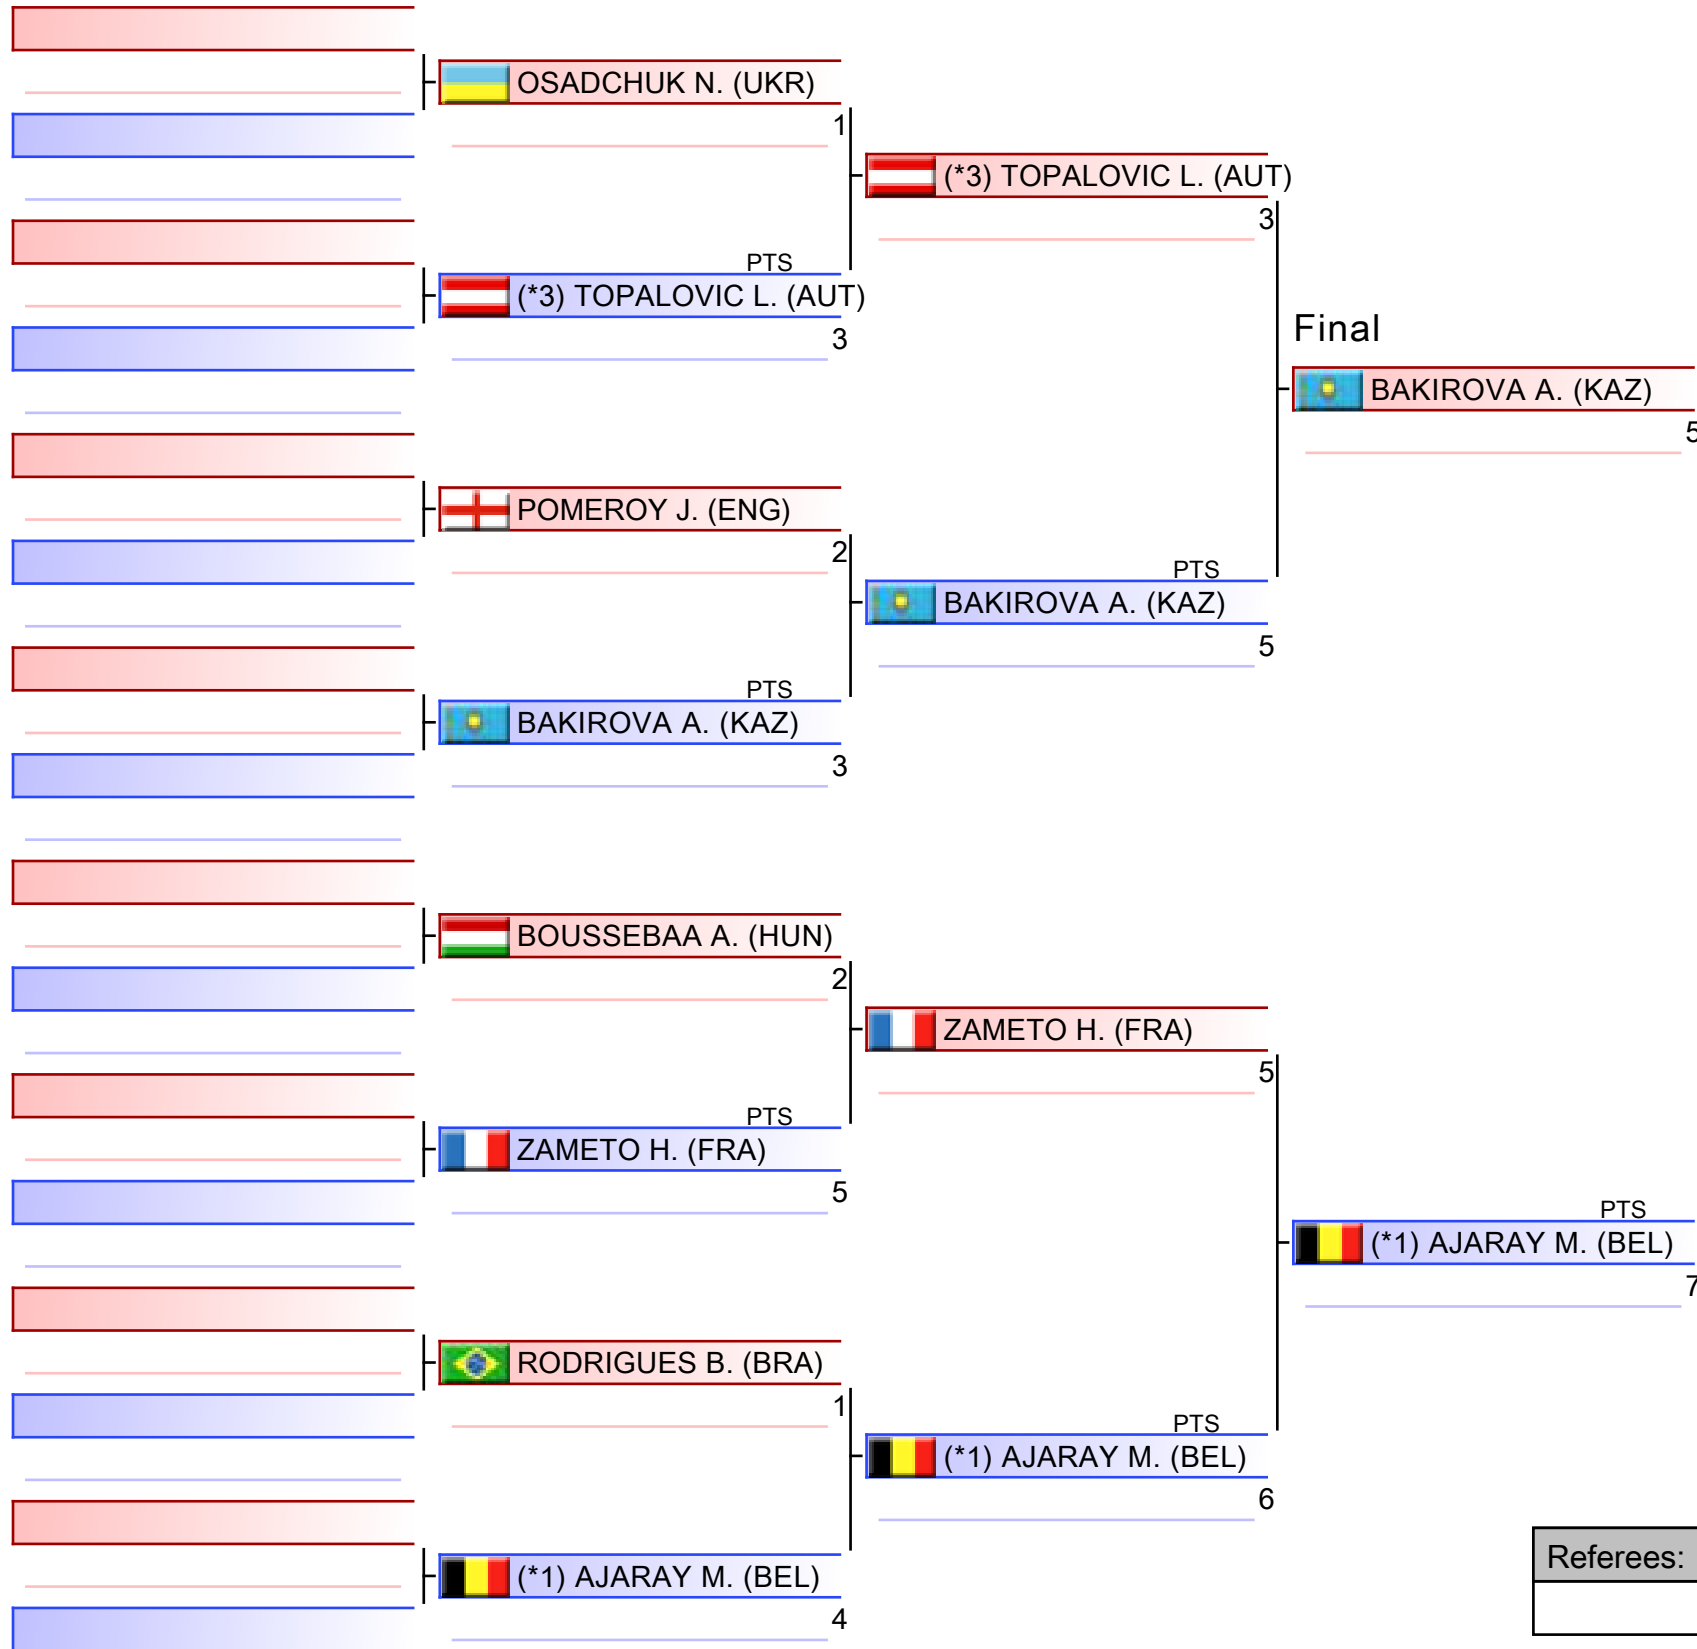 OSADCHUK N. (UKR)
1
(*3) TOPALOVIC L. (AUT)
3
PTS
(*3) TOPALOVIC L. (AUT)
3
Final
BAKIROVA A. (KAZ)
5
POMEROY J. (ENG)
2
PTS
BAKIROVA A. (KAZ)
5
PTS
BAKIROVA A. (KAZ)
3
BOUSSEBAA A. (HUN)
2
ZAMETO H. (FRA)
5
PTS
ZAMETO H. (FRA)
5
PTS
(*1) AJARAY M. (BEL)
7
RODRIGUES B. (BRA)
1
PTS
(*1) AJARAY M. (BEL)
6
Referees:
(*1) AJARAY M. (BEL)
4